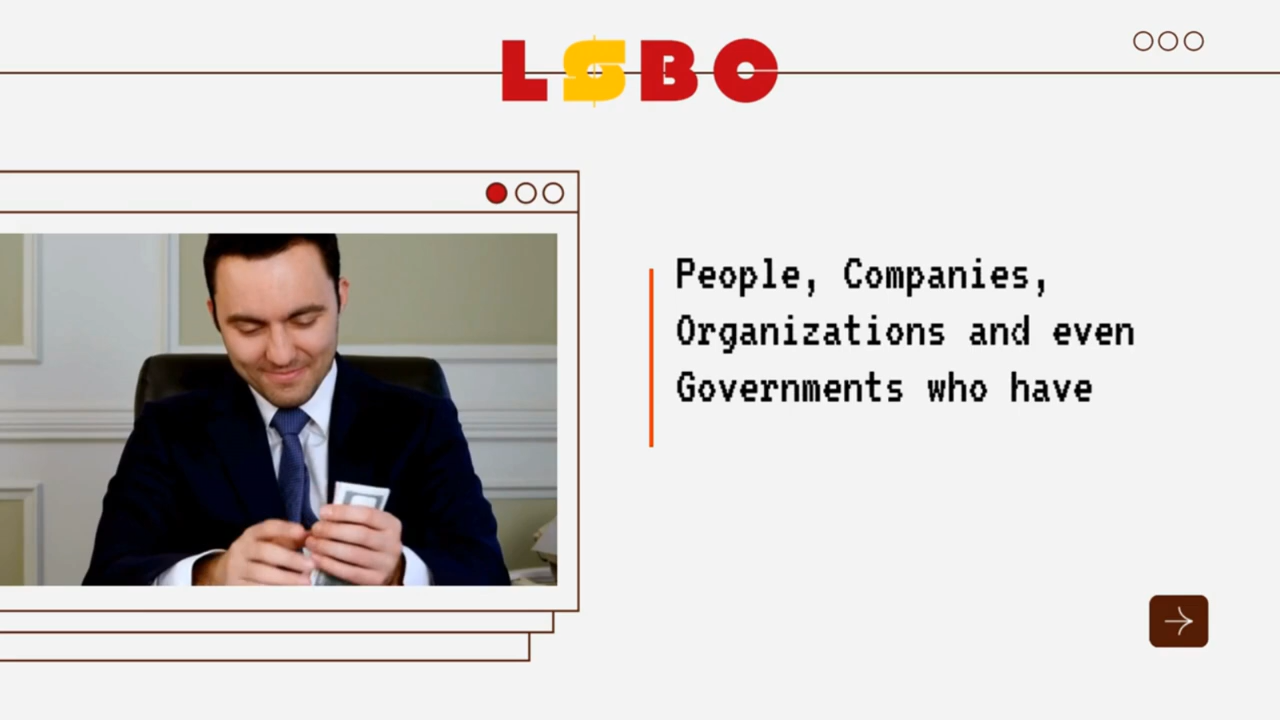 LSBO
People, Companies,
Organizations and even
Governments who have